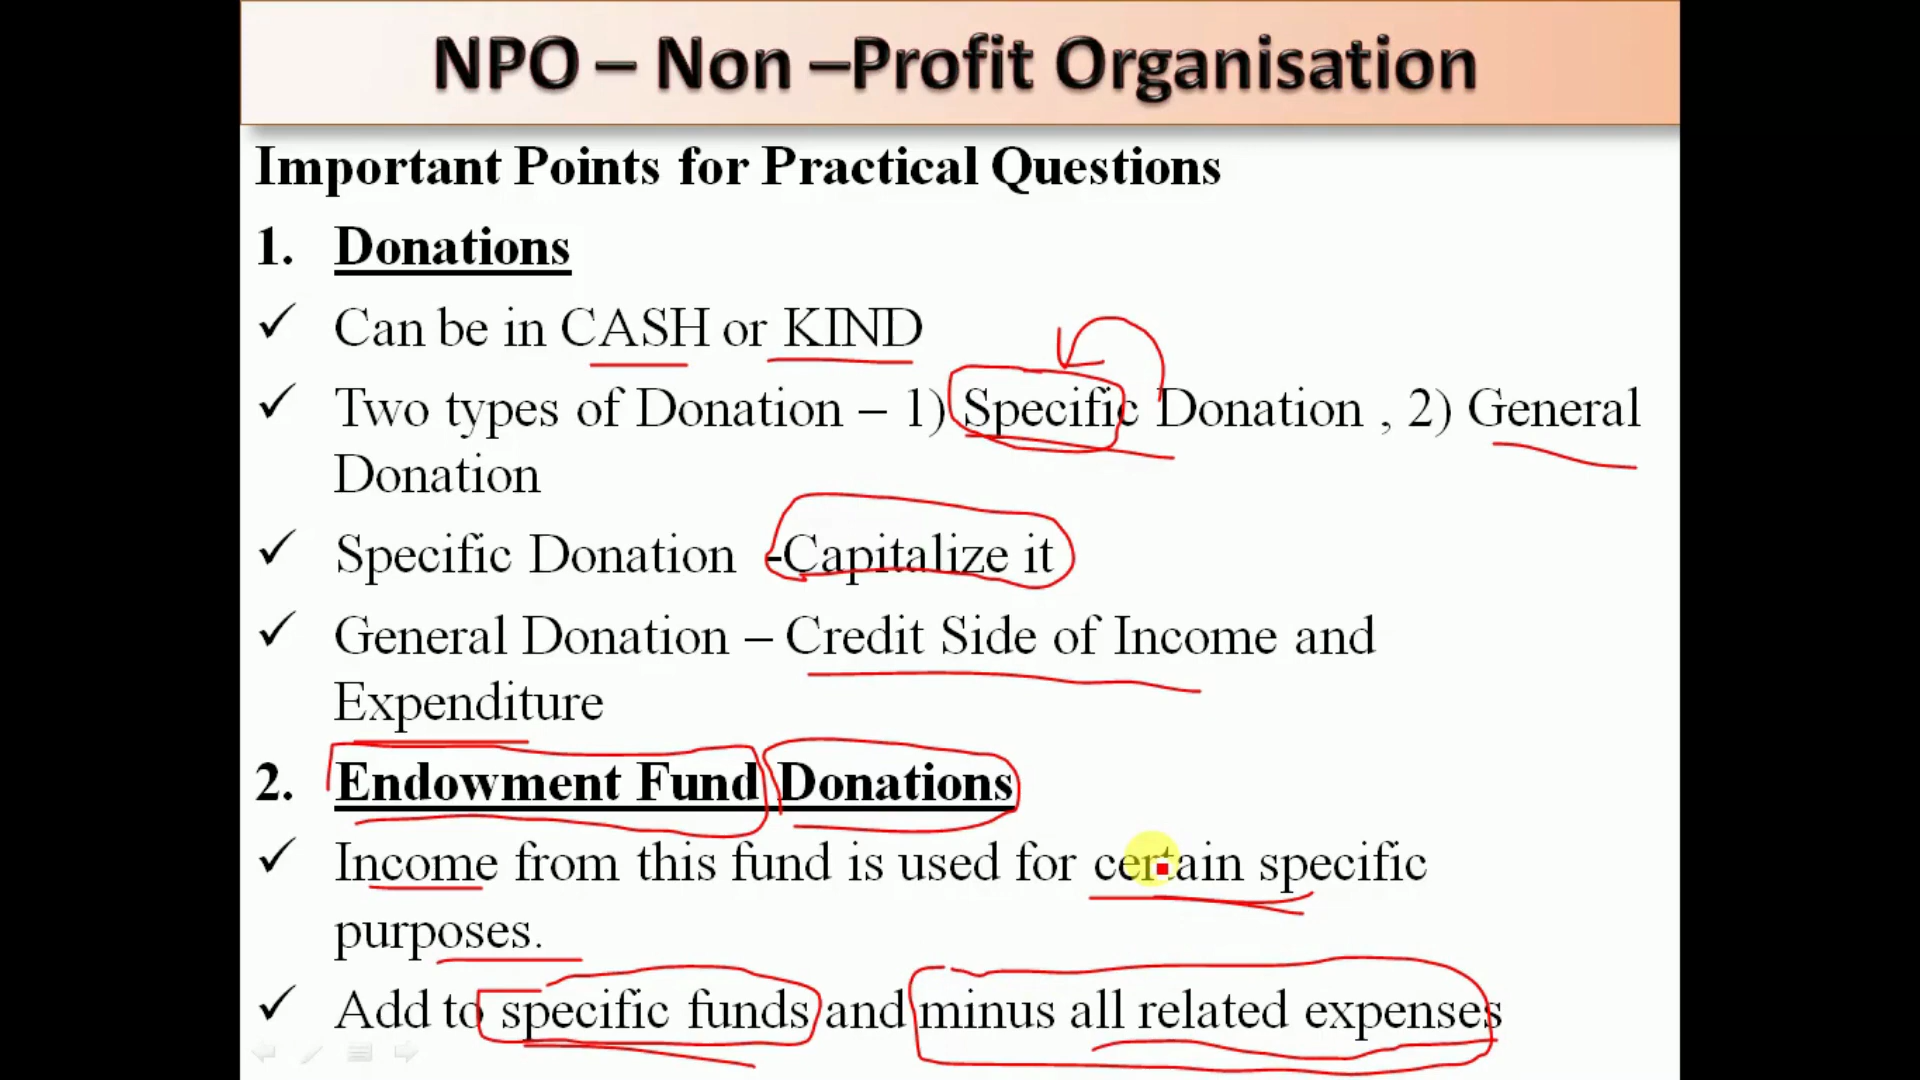 NPO – Non –Profit Organisation
Important Points for Practical Questions
1. Donations
✓ Can be in CASH or KIND
✓ Two types of Donation – 1) Specific Donation , 2) General
Donation
✓ Specific Donation -Capitalize it
✓ General Donation – Credit Side of Income and
Expenditure
2. Endowment Fund Donations
✓ Income from this fund is used for certain specific
purposes.
✓ Add to specific funds and minus all related expenses